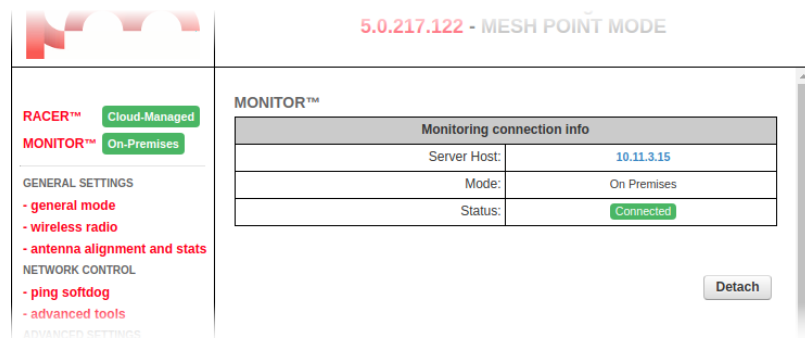 5.0.217.122 - MESH POINT MODE
RACER™ Cloud-Managed
MONITOR™ On-Premises
GENERAL SETTINGS
- general mode
- wireless radio
- antenna alignment and stats
NETWORK CONTROL
- ping softdog
- advanced tools
ADVANCED SETTINGS
MONITOR™
Monitoring connection info
Server Host: 10.11.3.15
Mode: On Premises
Status: Connected
Detach